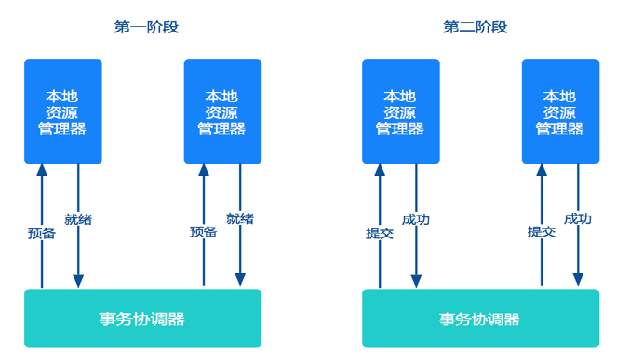 第一阶段
第二阶段
本地
资源
管理器
本地
资源
管理器
本地
资源
管理器
本地
资源
管理器
预备
就绪
预备
就绪
提交
成功
提交
成功
事务协调器
事务协调器